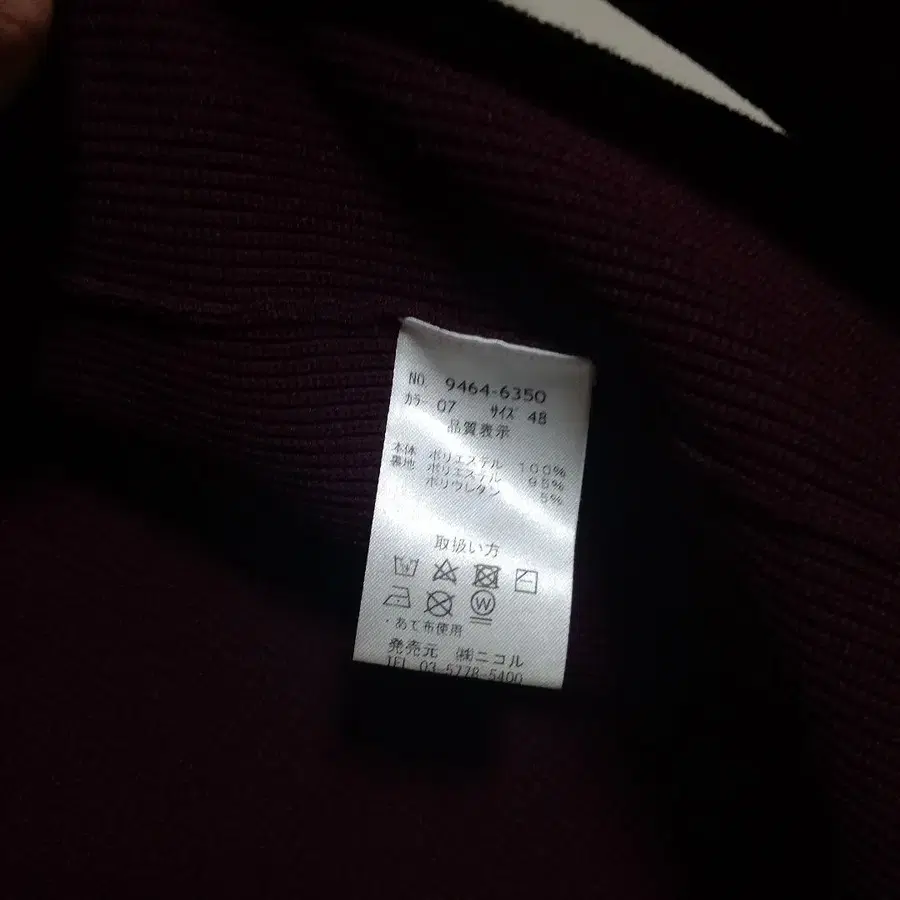 NO. 9464-6350
カラー 07 サイズ 48
品質表示
本体 ポリエステル 100%
裏地 ポリエステル 95%
ポリウレタン 5%
取扱い方
W
・あて布使用
発売元 ㈱ニコル
TEL 03-5778-5400